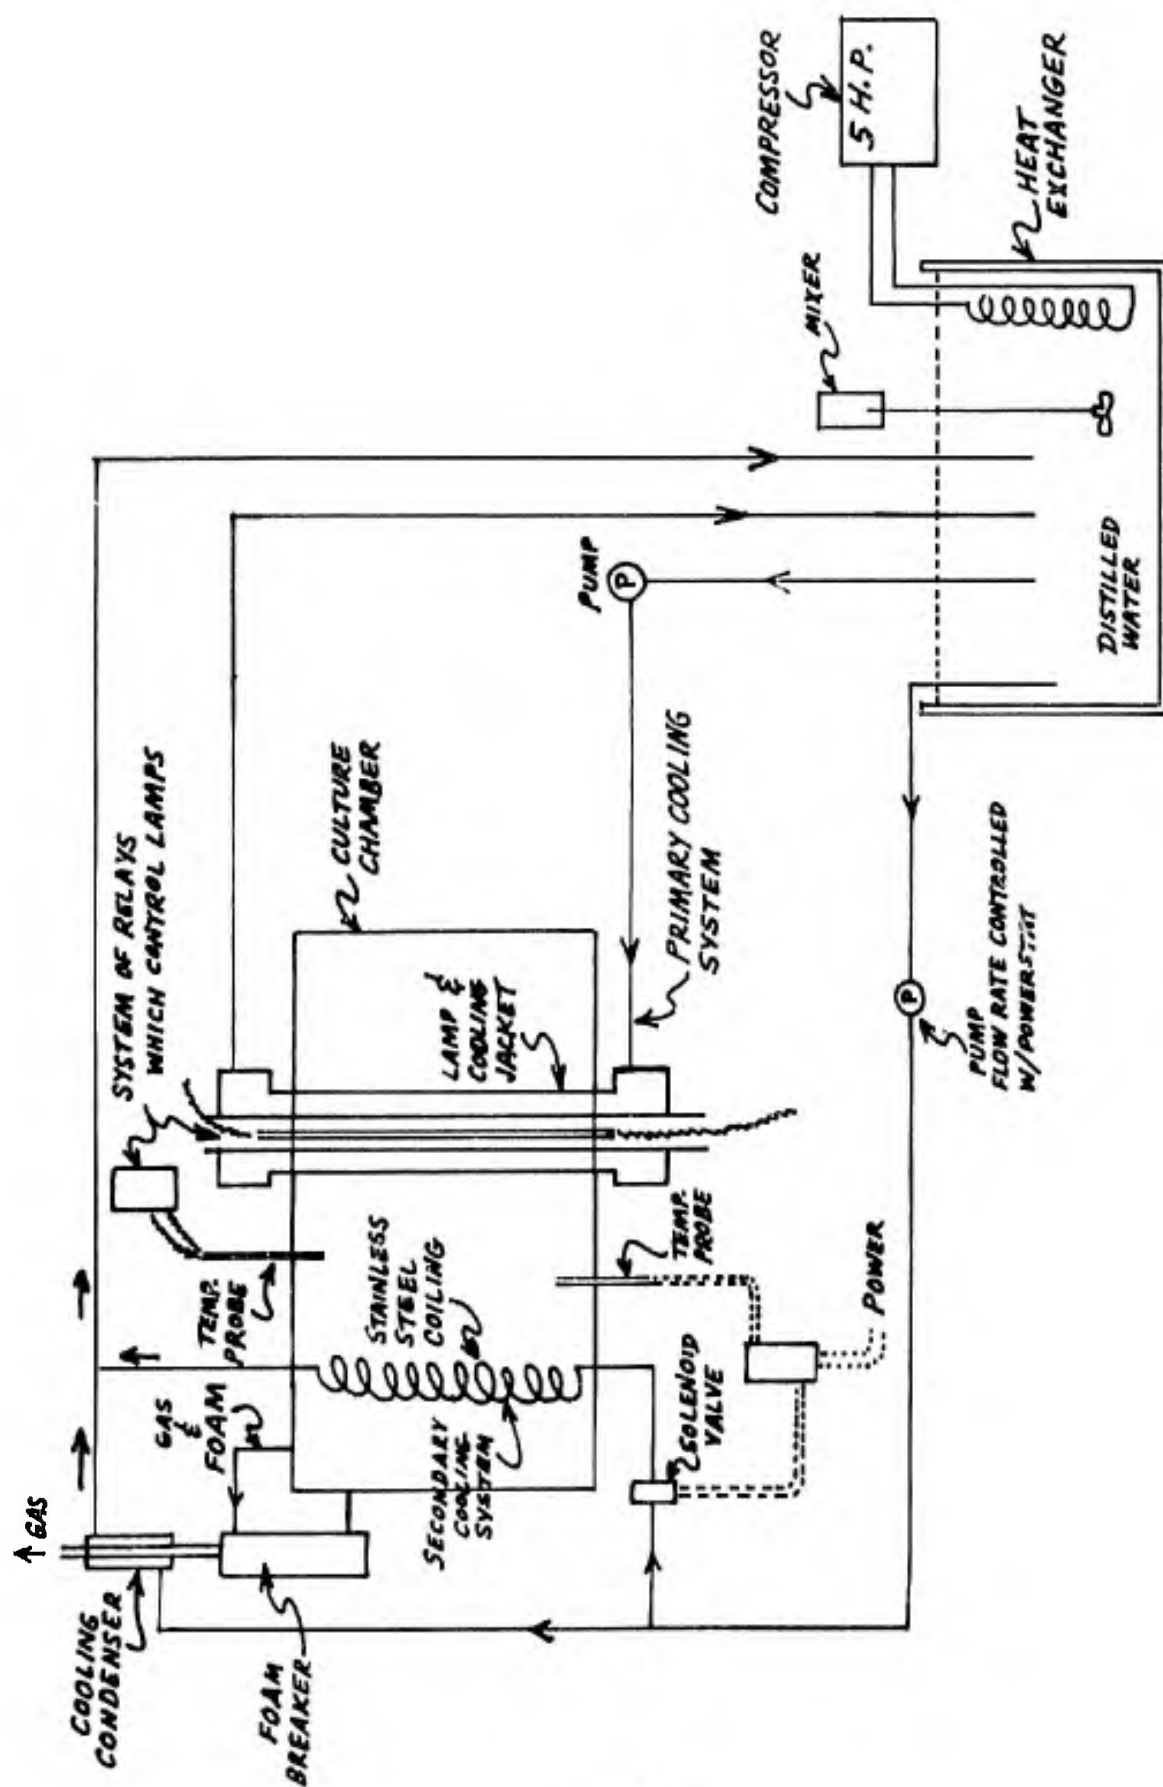 ↑ GAS
COOLING
CONDENSER
FOAM
BREAKER
GAS
&
FOAM
TEMP.
PROBE
SYSTEM OF RELAYS
WHICH CONTROL LAMPS
SECONDARY
COOLING
SYSTEM
STAINLESS
STEEL
COILING
LAMP &
COOLING
JACKET
CULTURE
CHAMBER
SOLENOID
VALVE
TEMP.
PROBE
POWER
PRIMARY COOLING
SYSTEM
PUMP
P
P
PUMP
FLOW RATE CONTROLLED
W/POWERSTAT
MIXER
COMPRESSOR
5 H.P.
HEAT
EXCHANGER
DISTILLED
WATER